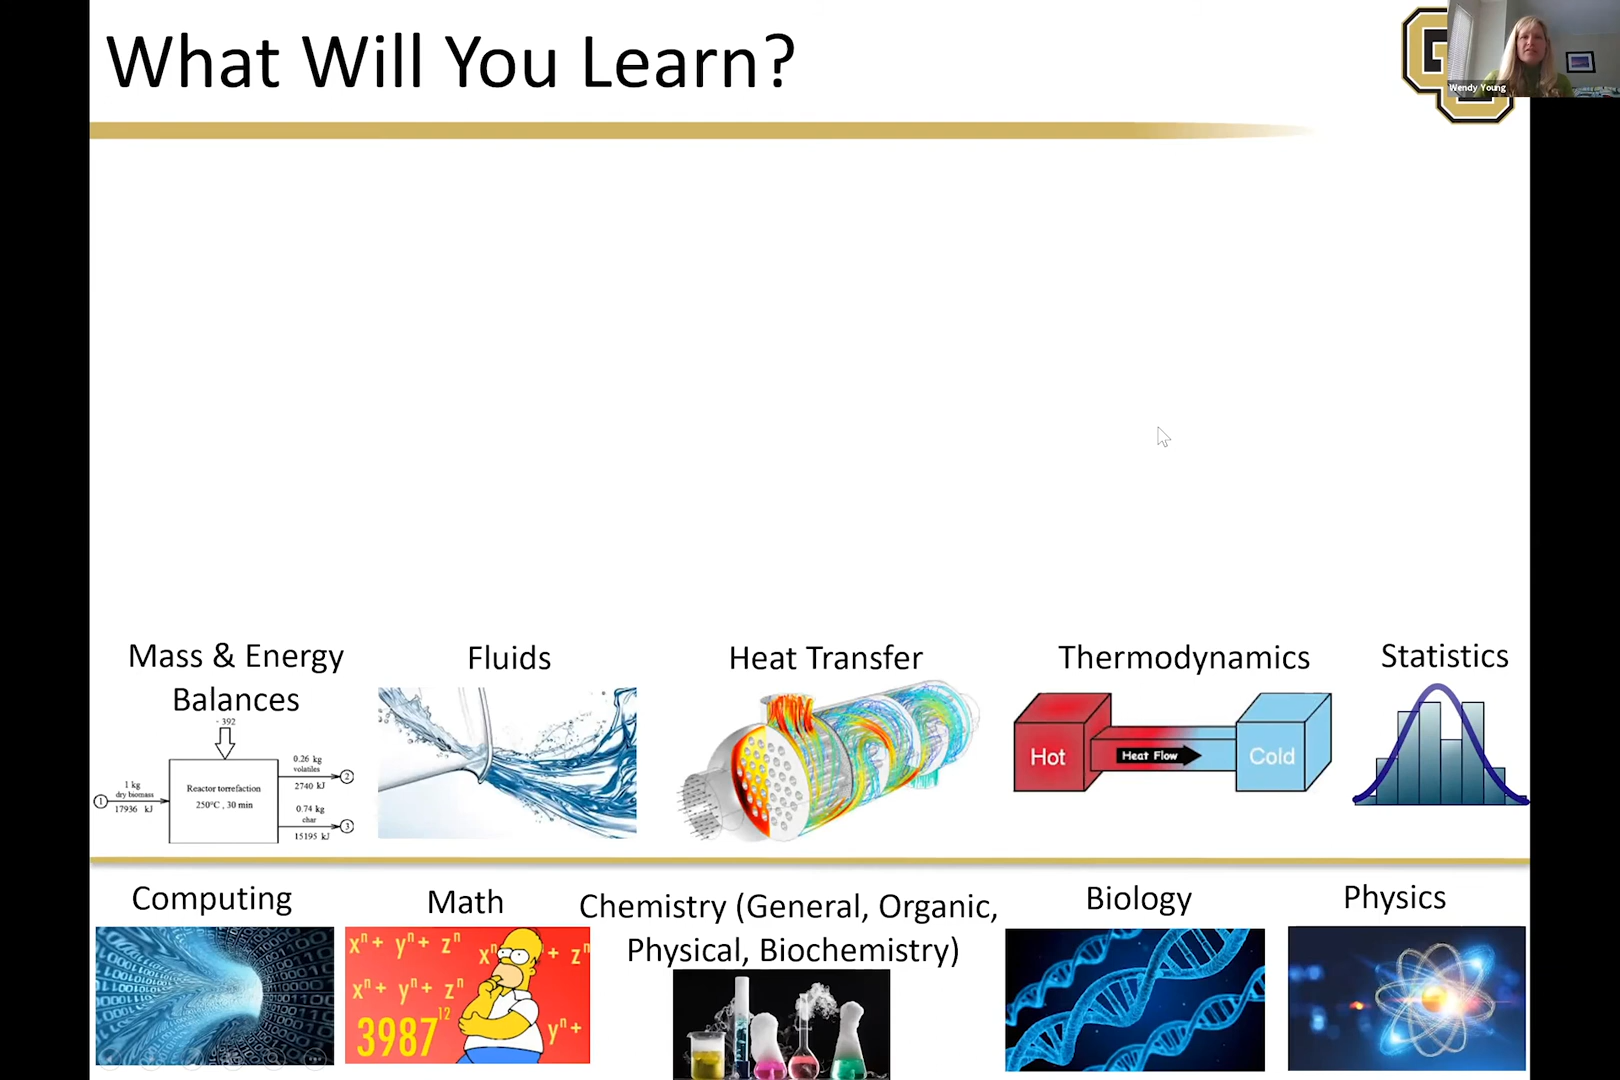 What Will You Learn?
Wendy Young
Mass & Energy
Balances
Fluids
Heat Transfer
Thermodynamics
Statistics
- 392
1 kg
dry biomass
1
17936 kJ
Reactor torrefaction
250°C , 30 min
0.26 kg
volatiles
2
2740 kJ
0.74 kg
char
3
15195 kJ
Hot
Heat Flow
Cold
Computing
Math
Chemistry (General, Organic,
Physical, Biochemistry)
Biology
Physics
xⁿ + yⁿ + zⁿ
xⁿ
+ zⁿ
xⁿ + yⁿ + zⁿ
3987¹²
yⁿ +